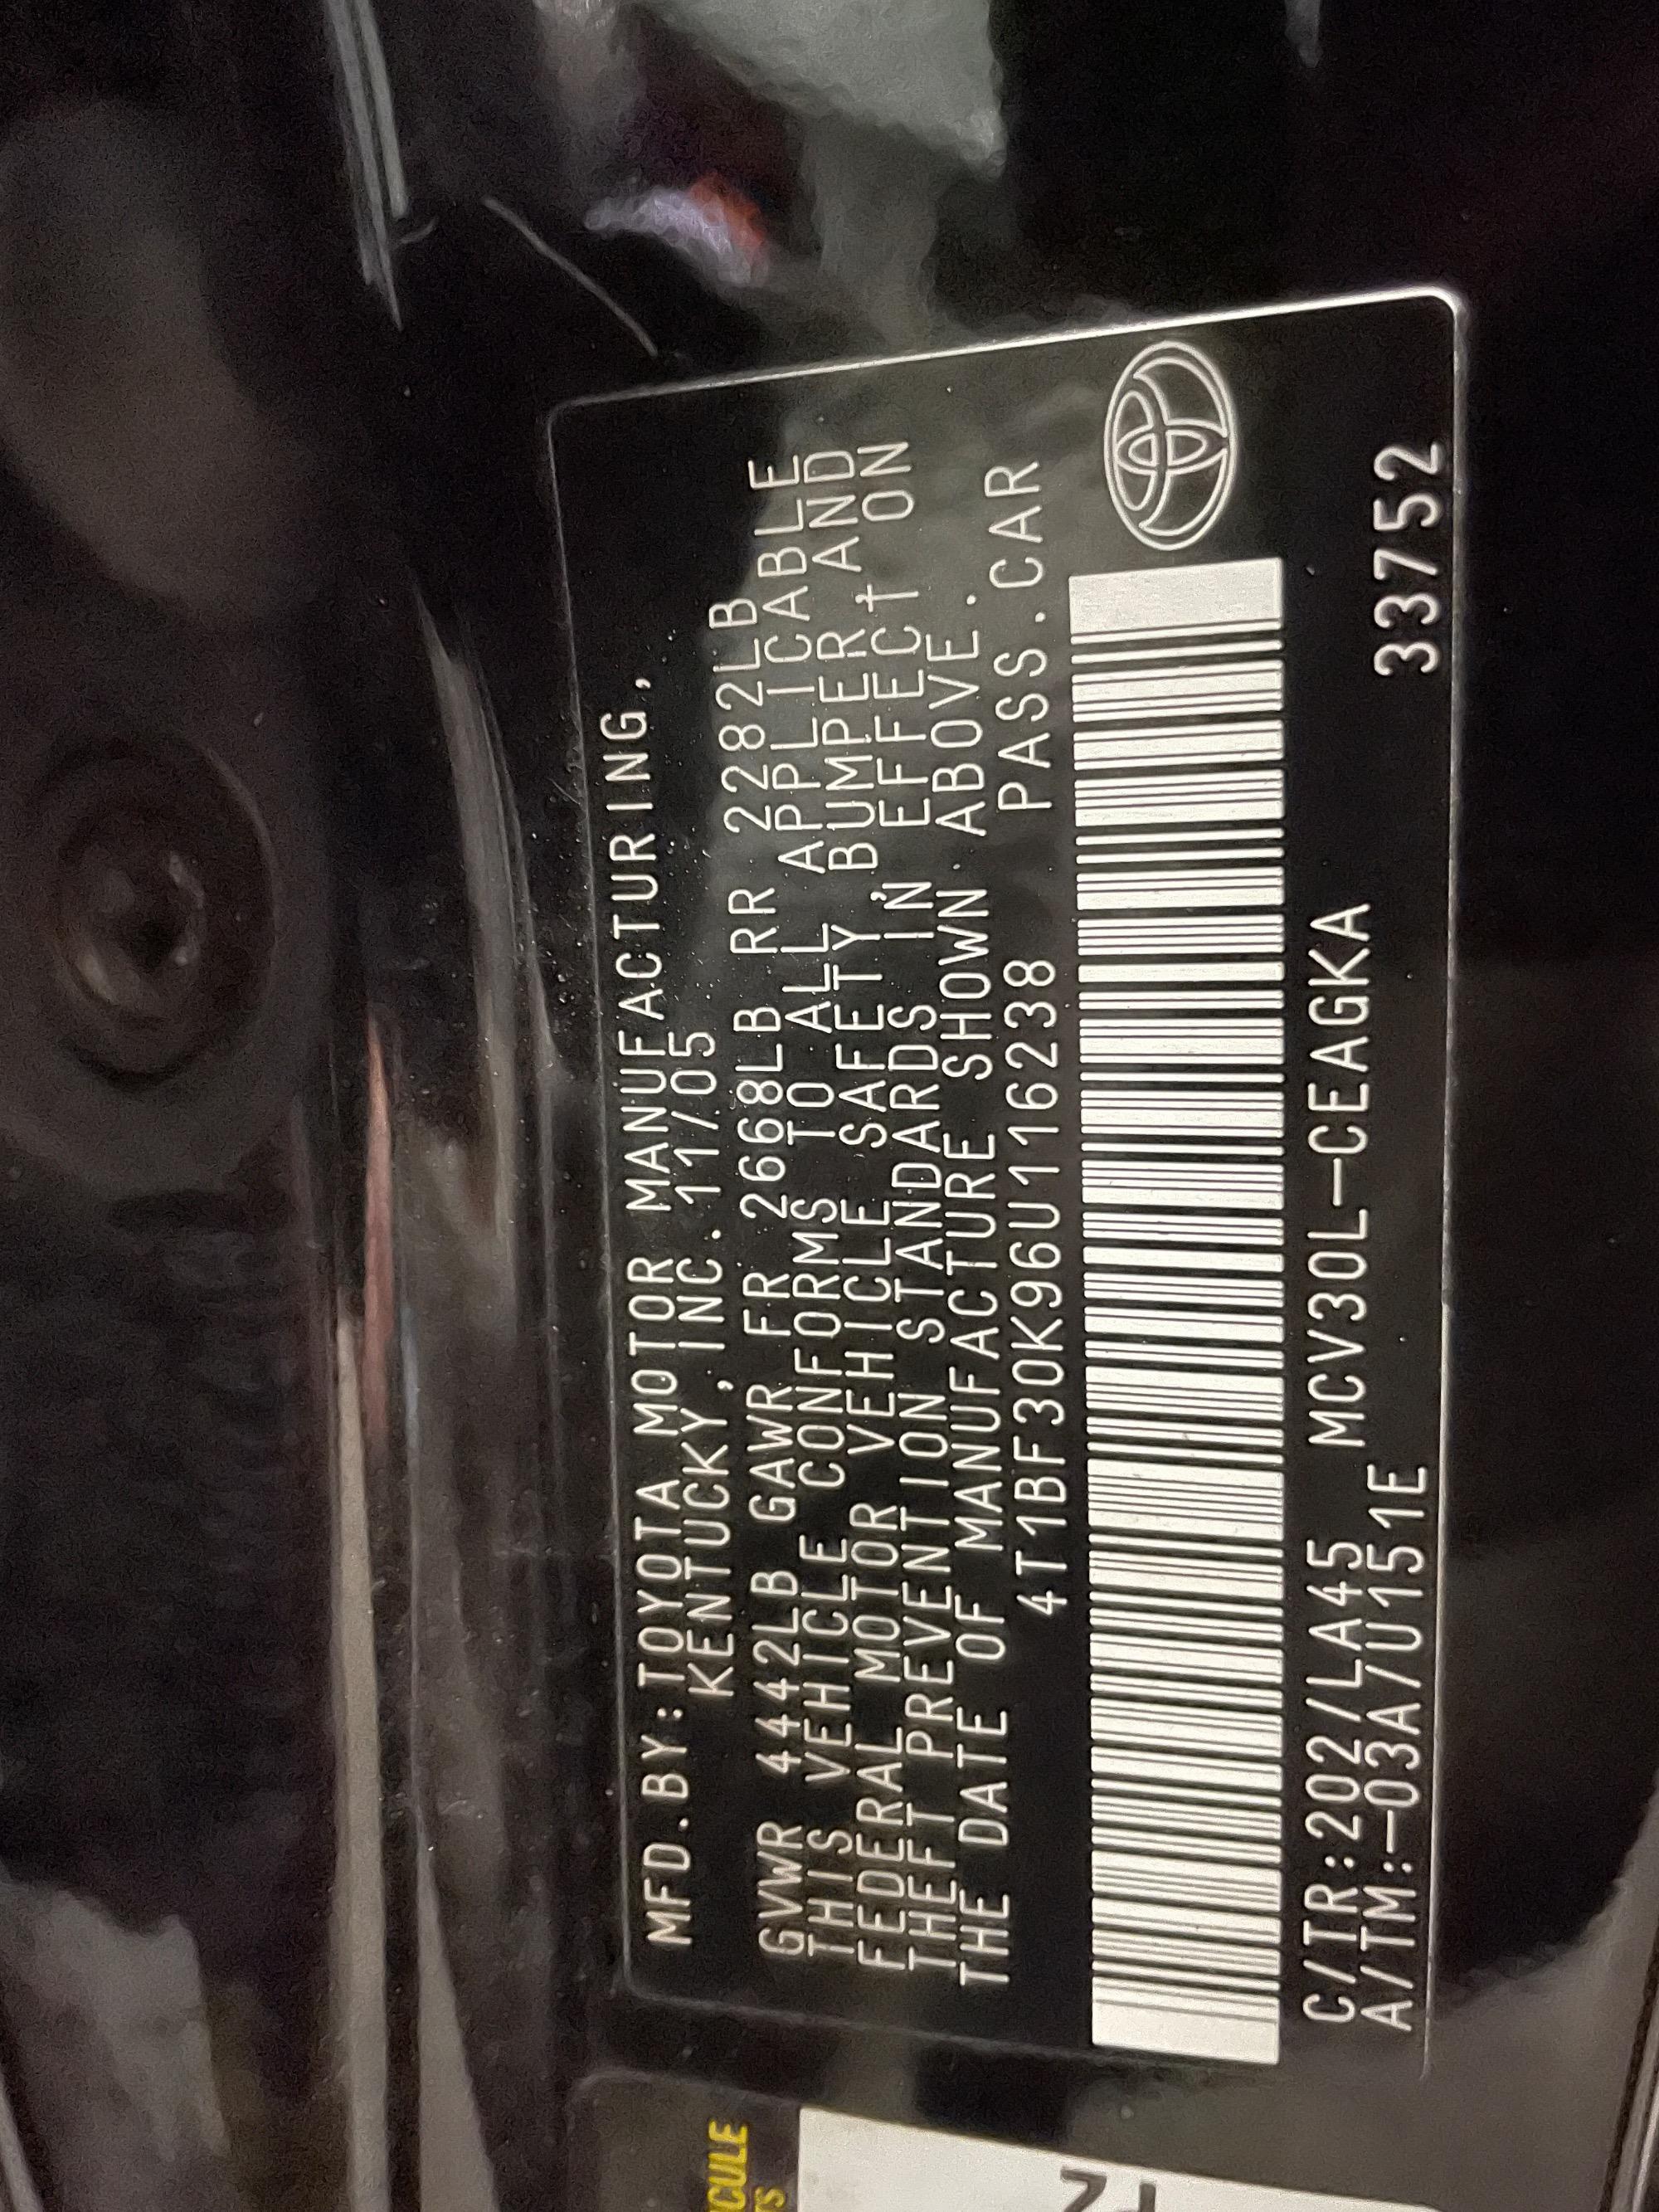 MFD.BY:TOYOTA MOTOR MANUFACTURING,
KENTUCKY, INC.11/05
GVWR 4442LB GAWR FR 2668LB RR 2282LB
THIS VEHICLE CONFORMS TO ALL APPLICABLE
FEDERAL MOTOR VEHICLE SAFETY, BUMPER AND
THEFT PREVENTION STANDARDS IN EFFECT ON
THE DATE OF MANUFACTURE SHOWN ABOVE.
4T1BF30K96U116238 PASS.CAR
C/TR:202/LA45 MCV30L-CEAGKA
A/TM:-03A/U151E 33752